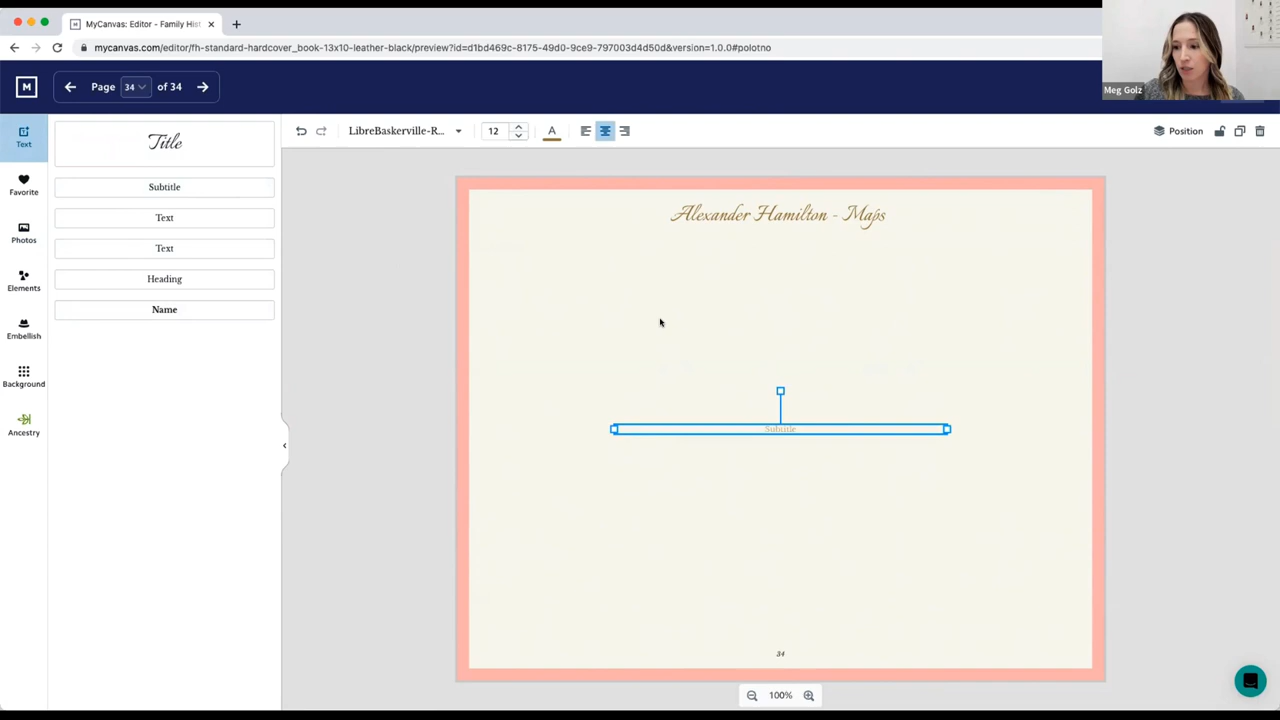 MyCanvas: Editor - Family Hist
mycanvas.com/editor/fh-standard-hardcover_book-13x10-leather-black/preview?id=d1bd469c-8175-49d0-9ce9-797003d4d50d&version=1.0.0#polotno
Meg Golz
M
Page 34 of 34
Text
Favorite
Photos
Elements
Embellish
Background
Ancestry
Title
Subtitle
Text
Text
Heading
Name
LibreBaskerville-R... 12 A Position
Alexander Hamilton - Maps
Subtitle
34
100%